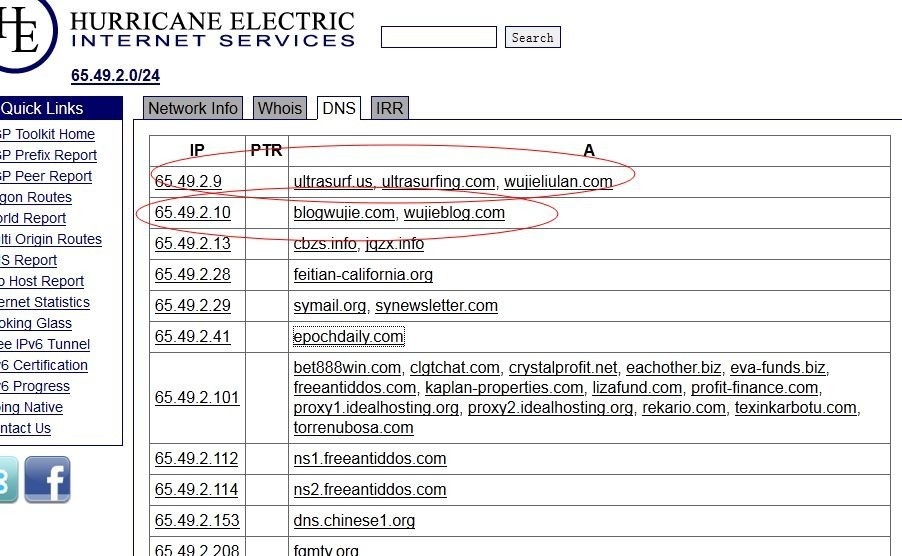 HE HURRICANE ELECTRIC
INTERNET SERVICES
Search
65.49.2.0/24
Quick Links
GP Toolkit Home
GP Prefix Report
GP Peer Report
gon Routes
orld Report
lti Origin Routes
S Report
o Host Report
ernet Statistics
oking Glass
ee IPv6 Tunnel
v6 Certification
v6 Progress
ing Native
ntact Us
Network Info Whois DNS IRR
IP PTR A
65.49.2.9 ultrasurf.us, ultrasurfing.com, wujieliulan.com
65.49.2.10 blogwujie.com, wujieblog.com
65.49.2.13 cbzs.info, jqzx.info
65.49.2.28 feitian-california.org
65.49.2.29 symail.org, synewsletter.com
65.49.2.41 epochdaily.com
65.49.2.101 bet888win.com, clgtchat.com, crystalprofit.net, eachother.biz, eva-funds.biz,
freeantiddos.com, kaplan-properties.com, lizafund.com, profit-finance.com,
proxy1.idealhosting.org, proxy2.idealhosting.org, rekario.com, texinkarbotu.com,
torrenubosa.com
65.49.2.112 ns1.freeantiddos.com
65.49.2.114 ns2.freeantiddos.com
65.49.2.153 dns.chinese1.org
65.49.2.208 fgmtv.org